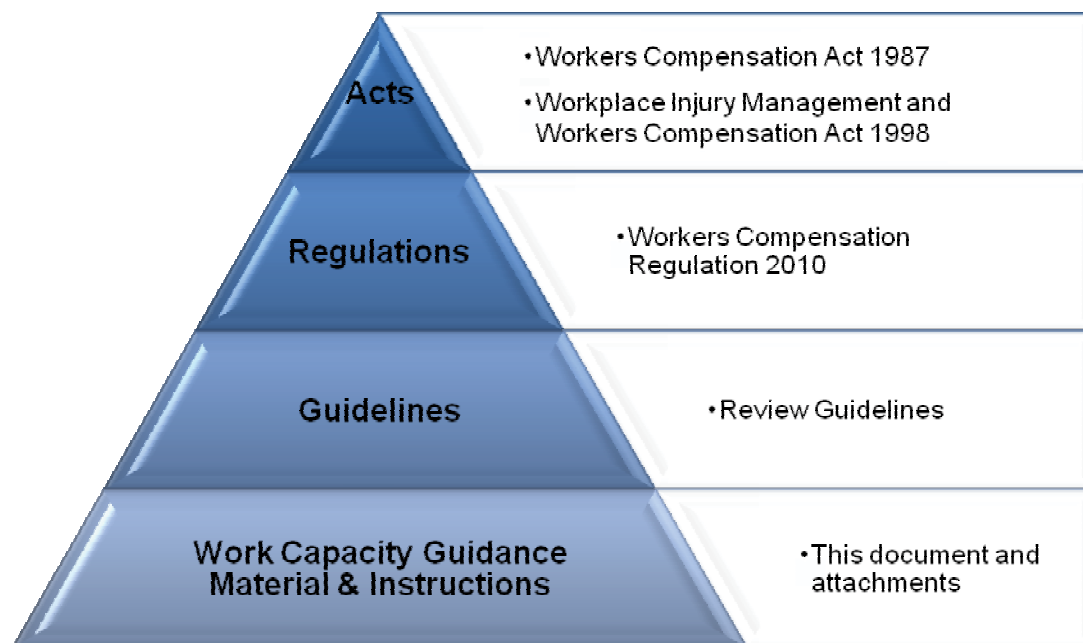 Acts
•Workers Compensation Act 1987
•Workplace Injury Management and
Workers Compensation Act 1998
Regulations
•Workers Compensation
Regulation 2010
Guidelines
•Review Guidelines
Work Capacity Guidance
Material & Instructions
•This document and
attachments